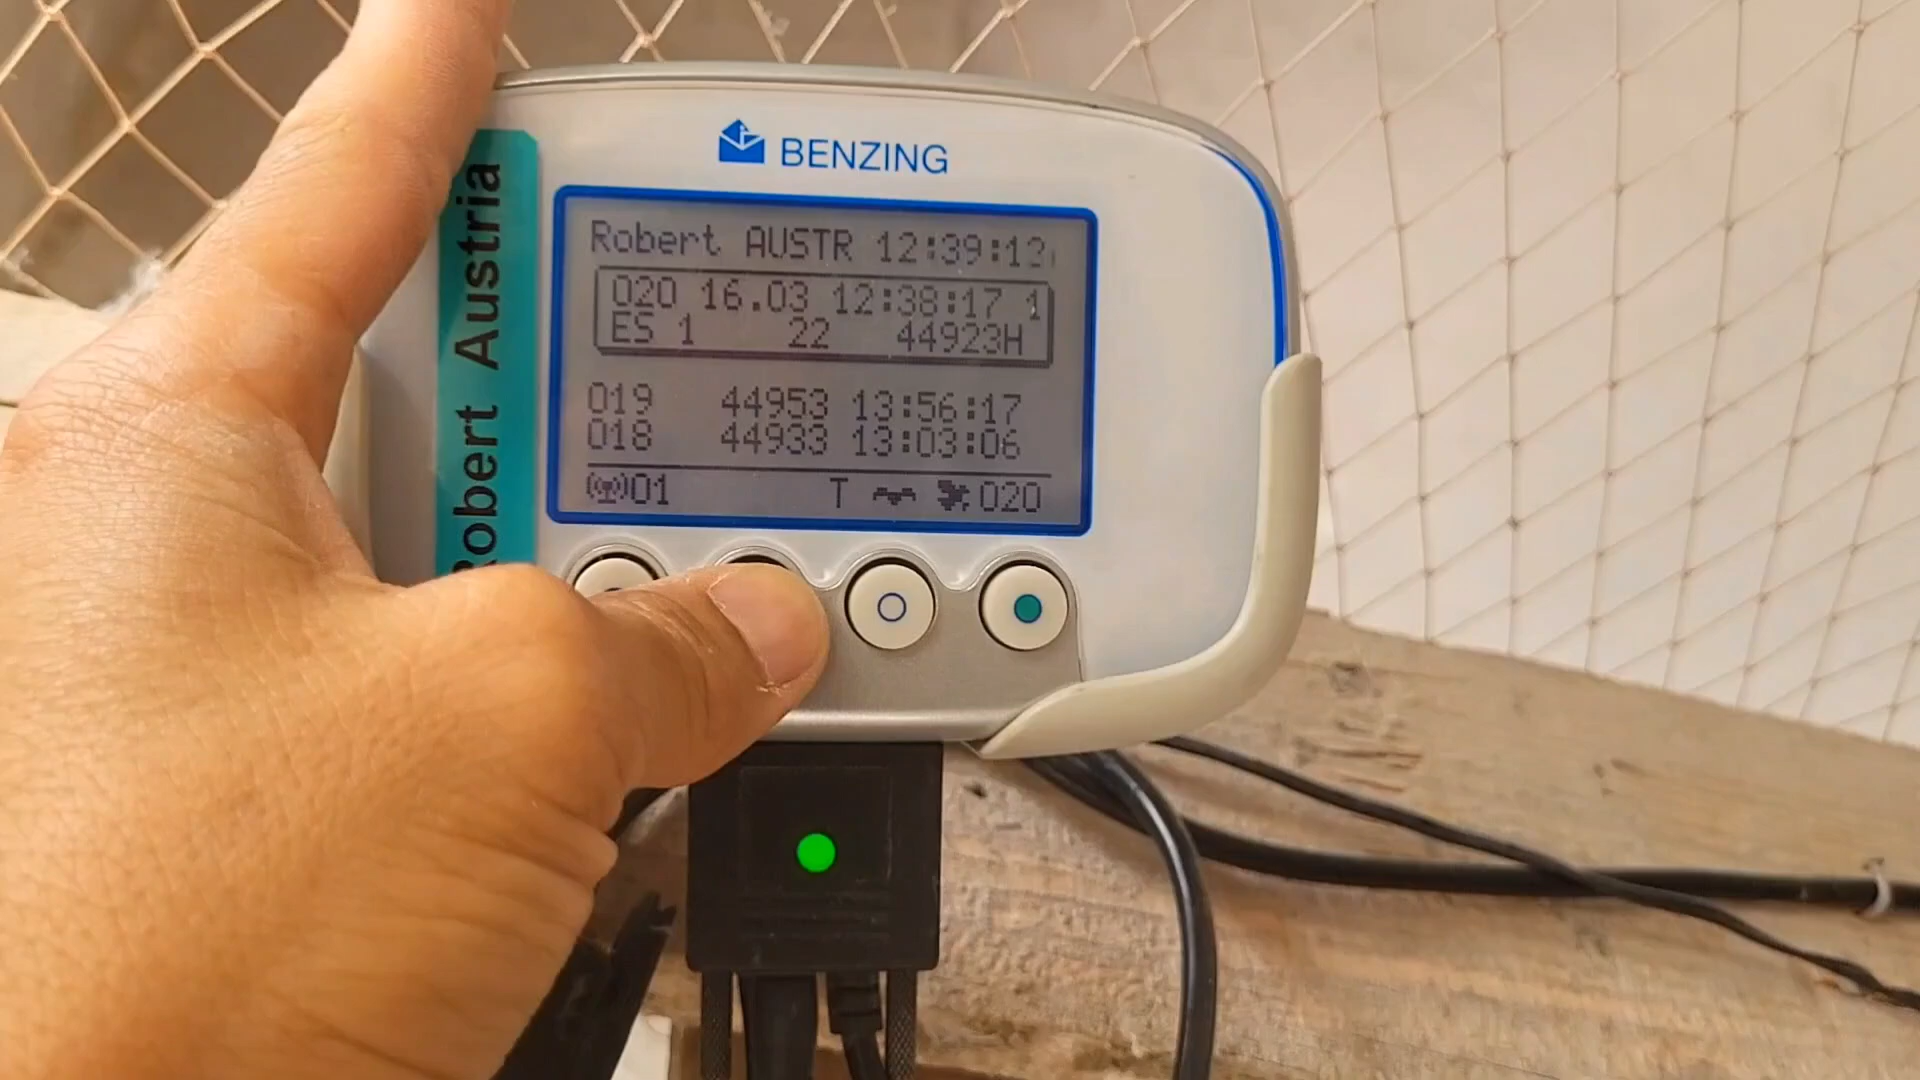 BENZING
Robert Austria
Robert AUSTR 12:39:13
020 16.03 12:38:17 1
ES 1 22 44923H
019 44953 13:56:17
018 44933 13:03:06
01 T 020